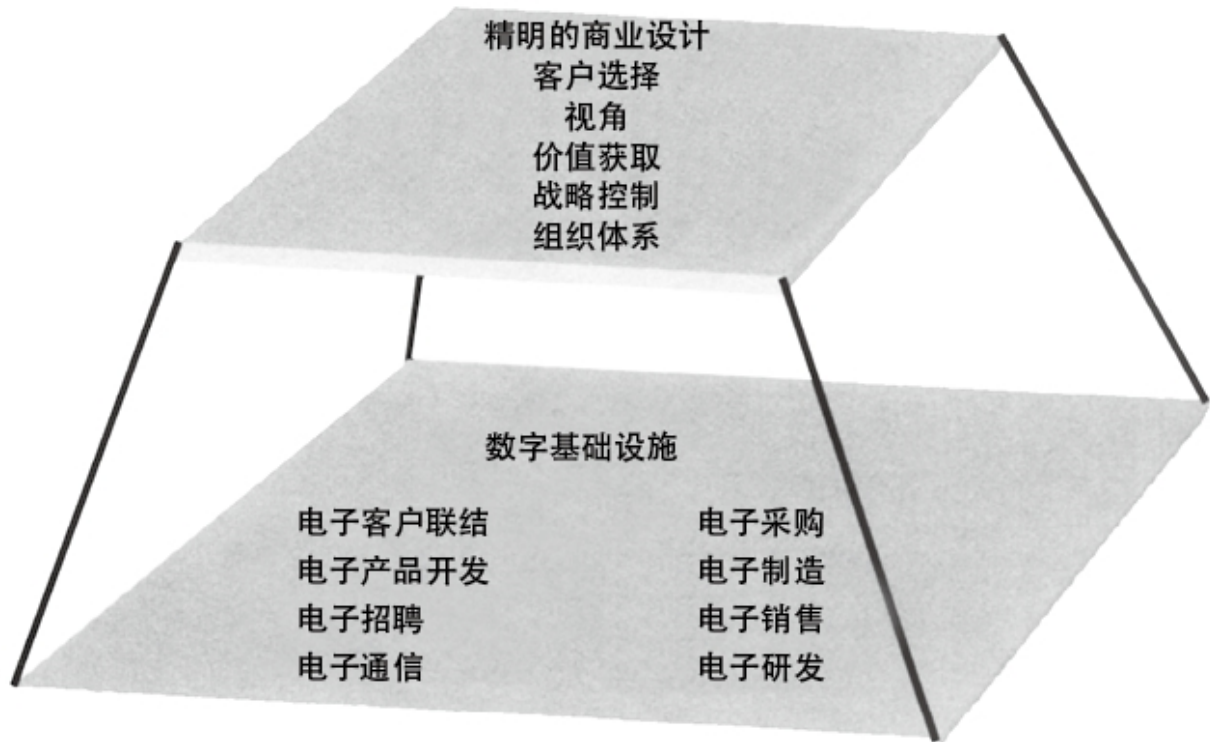 精明的商业设计
客户选择
视角
价值获取
战略控制
组织体系
数字基础设施
电子客户联结
电子采购
电子产品开发
电子制造
电子招聘
电子销售
电子通信
电子研发